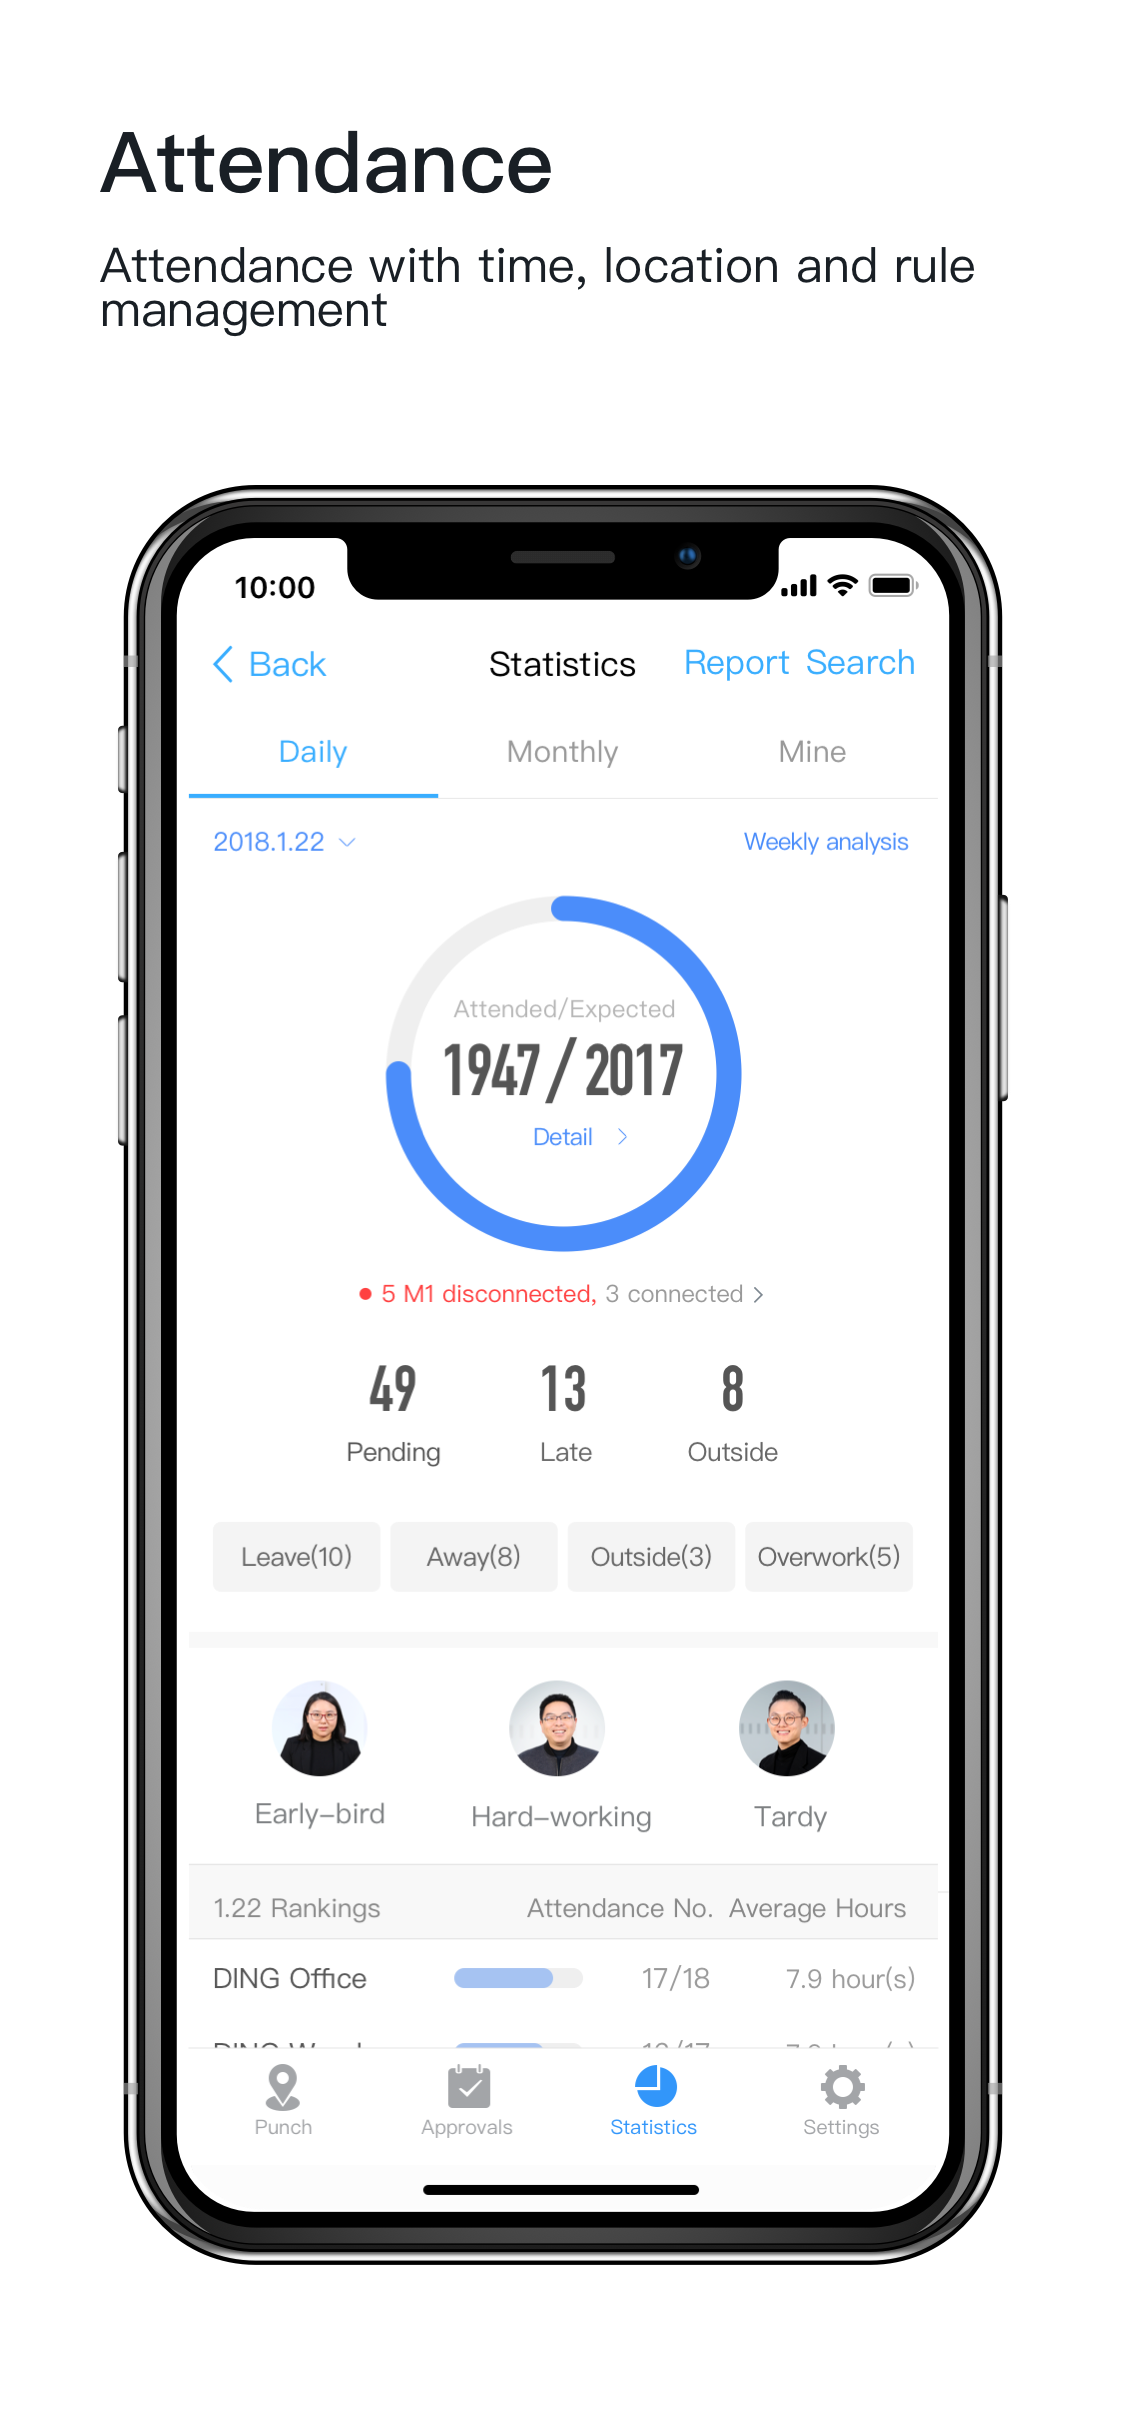 Attendance
Attendance with time, location and rule
management
10:00
Back
Statistics
Report Search
Daily
Monthly
Mine
2018.1.22
Weekly analysis
Attended/Expected
1947/2017
Detail
5 M1 disconnected, 3 connected
49
13
8
Pending
Late
Outside
Leave(10)
Away(8)
Outside(3)
Overwork(5)
Early–bird
Hard–working
Tardy
1.22 Rankings
Attendance No.
Average Hours
DING Office
17/18
7.9 hour(s)
DING
Punch
Approvals
Statistics
Settings